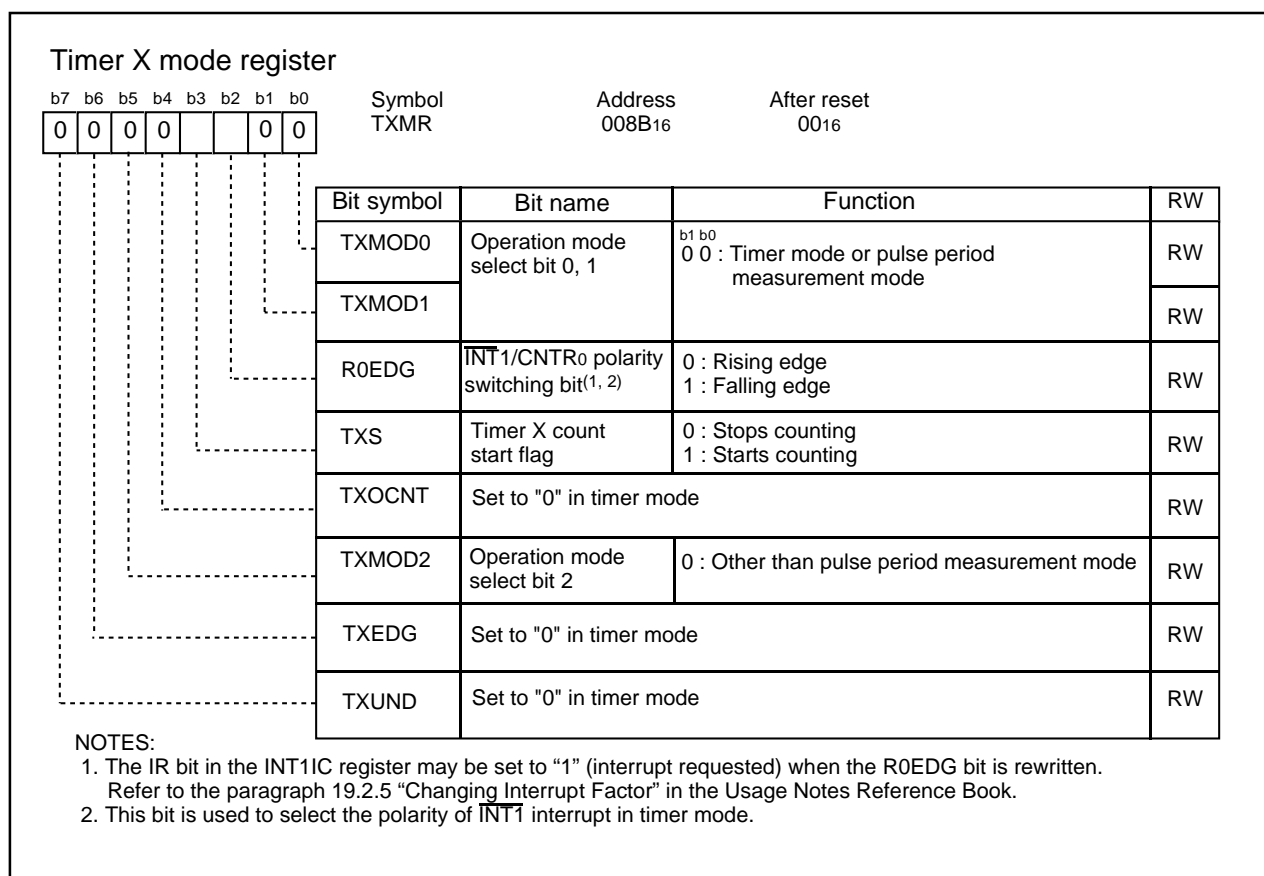 Timer X mode register
b7 b6 b5 b4 b3 b2 b1 b0
Symbol Address After reset
0 0 0 0 0 0
TXMR 008B16 0016
Bit symbol Bit name Function RW
TXMOD0 Operation mode select bit 0, 1 b1 b0
0 0 : Timer mode or pulse period measurement mode RW
TXMOD1 RW
R0EDG INT1/CNTR0 polarity switching bit(1, 2) 0 : Rising edge
1 : Falling edge RW
TXS Timer X count start flag 0 : Stops counting
1 : Starts counting RW
TXOCNT Set to "0" in timer mode RW
TXMOD2 Operation mode select bit 2 0 : Other than pulse period measurement mode RW
TXEDG Set to "0" in timer mode RW
TXUND Set to "0" in timer mode RW
NOTES:
1. The IR bit in the INT1IC register may be set to “1” (interrupt requested) when the R0EDG bit is rewritten.
Refer to the paragraph 19.2.5 “Changing Interrupt Factor” in the Usage Notes Reference Book.
2. This bit is used to select the polarity of INT1 interrupt in timer mode.